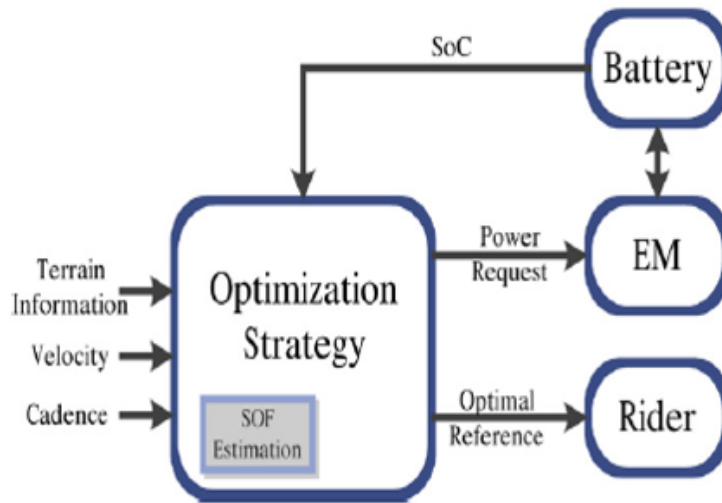 SoC
Battery
Terrain
Information
Velocity
Cadence
Optimization
Strategy
SOF
Estimation
Power
Request
EM
Optimal
Reference
Rider